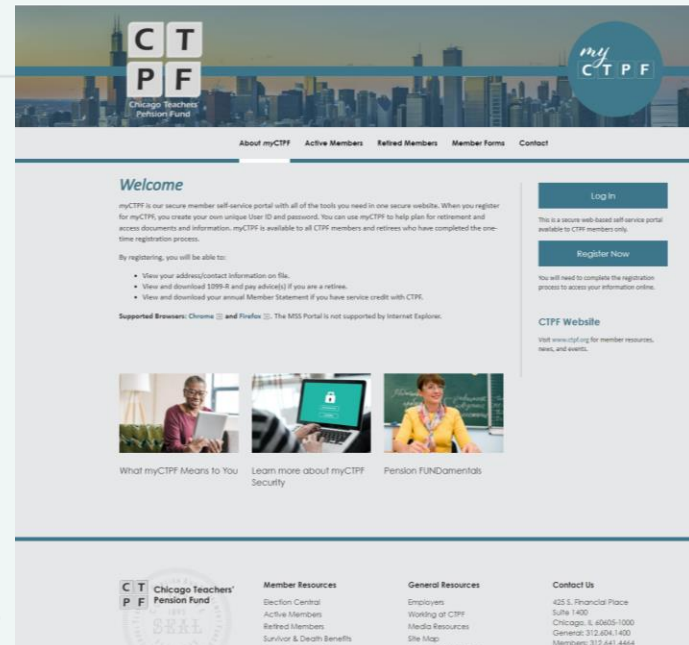 C T
P F
Chicago Teachers'
Pension Fund
my
C T P F
About myCTPF Active Members Retired Members Member Forms Contact
Welcome
myCTPF is our secure member self-service portal with all of the tools you need in one secure website. When you register
for myCTPF, you create your own unique User ID and password. You can use myCTPF to help plan for retirement and
access documents and information. myCTPF is available to all CTPF members and retirees who have completed the one-
time registration process.
By registering, you will be able to:
• View your address/contact information on file.
• View and download 1099-R and pay advice(s) if you are a retiree.
• View and download your annual Member Statement if you have service credit with CTPF.
Supported Browsers: Chrome and Firefox. The MSS Portal is not supported by Internet Explorer.
Log In
This is a secure web-based self-service portal
available to CTPF members only.
Register Now
You will need to complete the registration
process to access your information online.
CTPF Website
Visit www.ctpf.org for member resources,
news, and events.
What myCTPF Means to You
Learn more about myCTPF
Security
Pension FUNDamentals
C T
P F
Chicago Teachers'
Pension Fund
SEAL
Member Resources
Election Central
Active Members
Retired Members
Survivor & Death Benefits
General Resources
Employers
Working at CTPF
Media Resources
Site Map
Contact Us
425 S. Financial Place
Suite 1400
Chicago, IL 60605-1000
General: 312.604.1400
Members: 312.641.4464